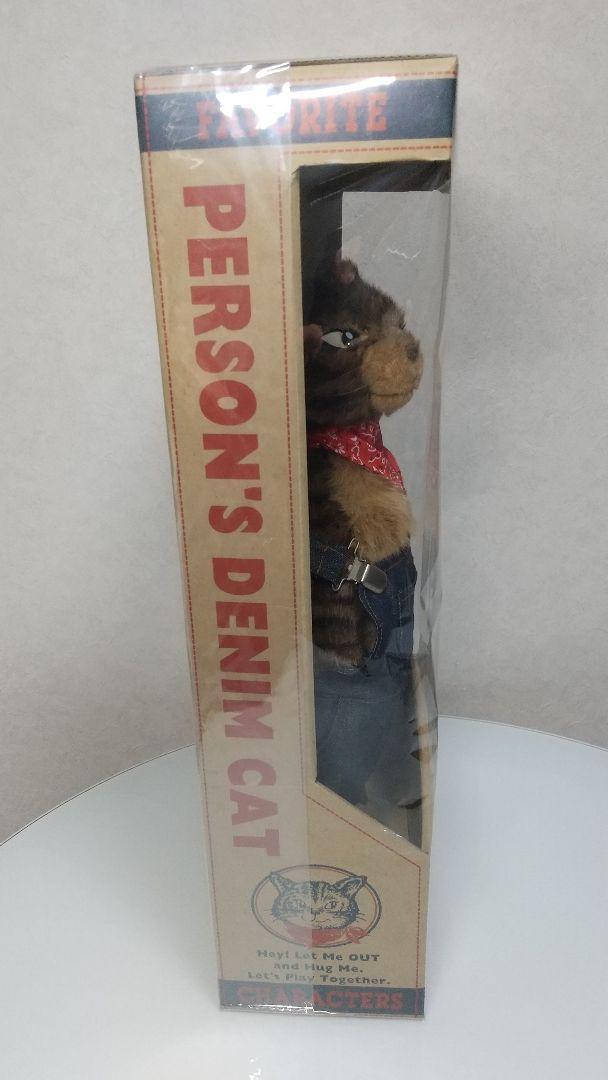 FAVORITE
PERSON'S DENIM CAT
Hey! Let Me OUT
and Hug Me.
Let's Play Together.
CHARACTERS